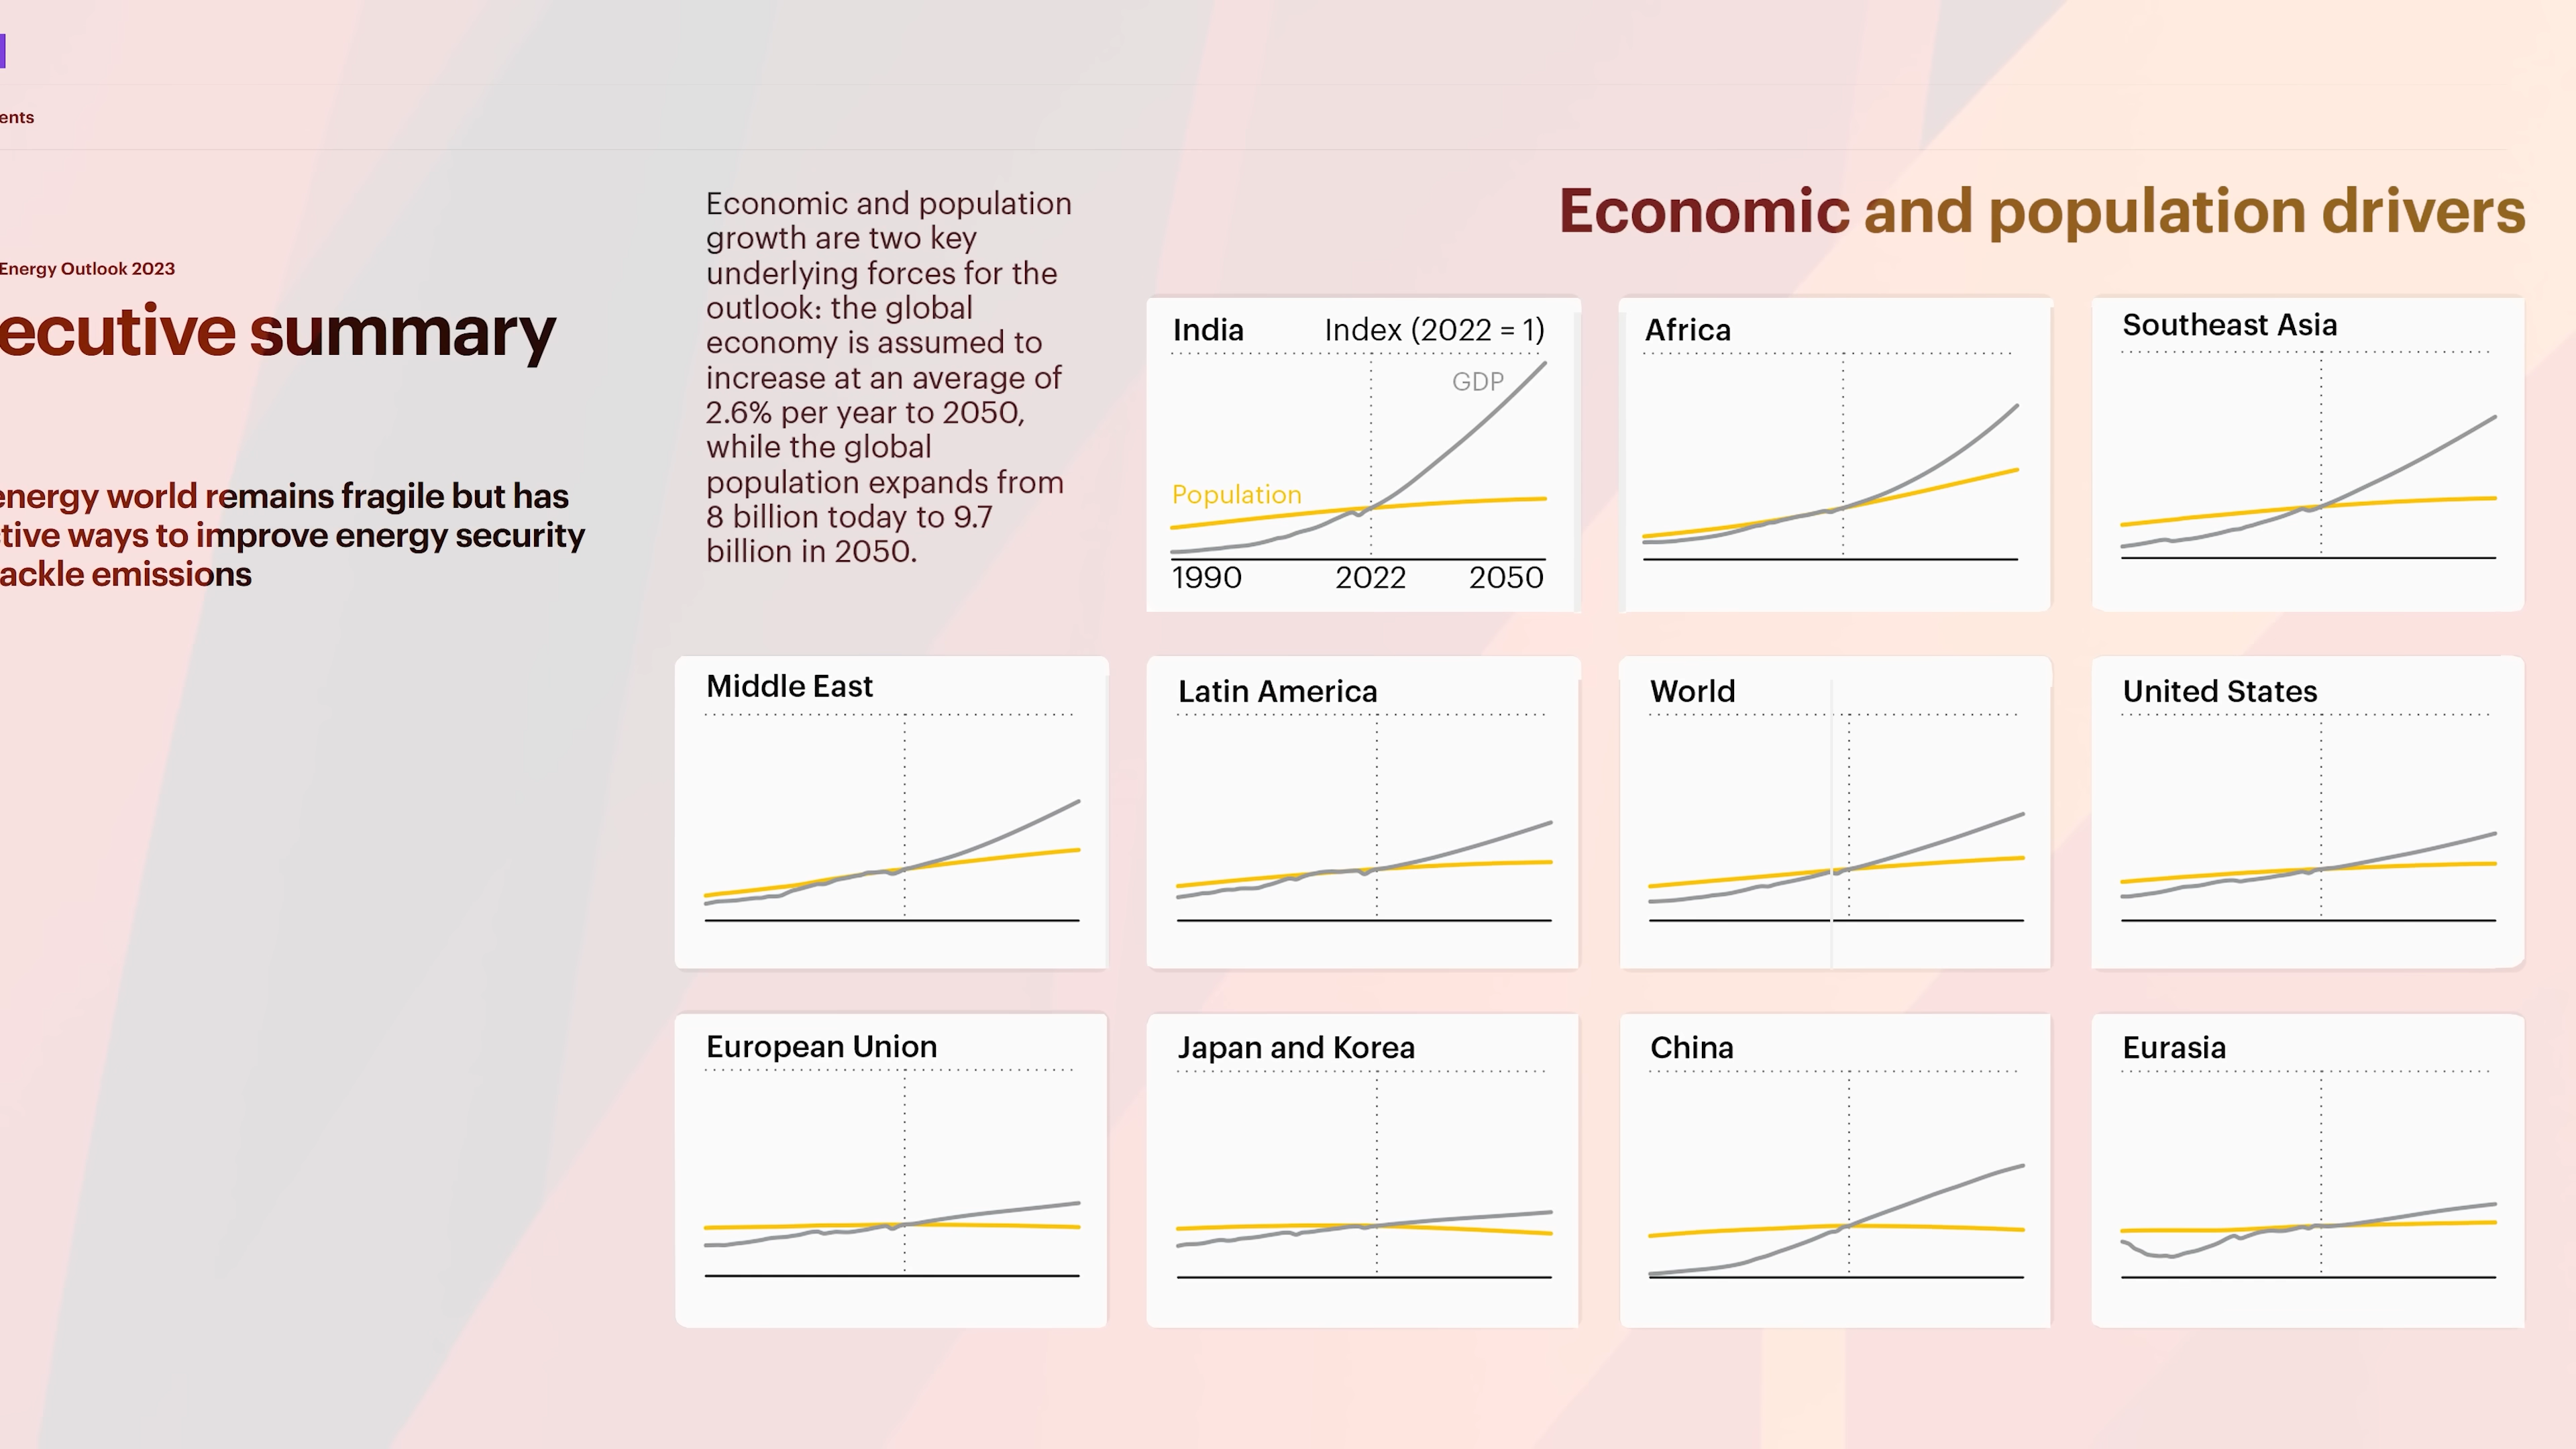 ents
Energy Outlook 2023
ecutive summary
energy world remains fragile but has
tive ways to improve energy security
ackle emissions
Economic and population
growth are two key
underlying forces for the
outlook: the global
economy is assumed to
increase at an average of
2.6% per year to 2050,
while the global
population expands from
8 billion today to 9.7
billion in 2050.
Economic and population drivers
India Index (2022 = 1)
GDP
Population
1990 2022 2050
Africa
Southeast Asia
Middle East
Latin America
World
United States
European Union
Japan and Korea
China
Eurasia